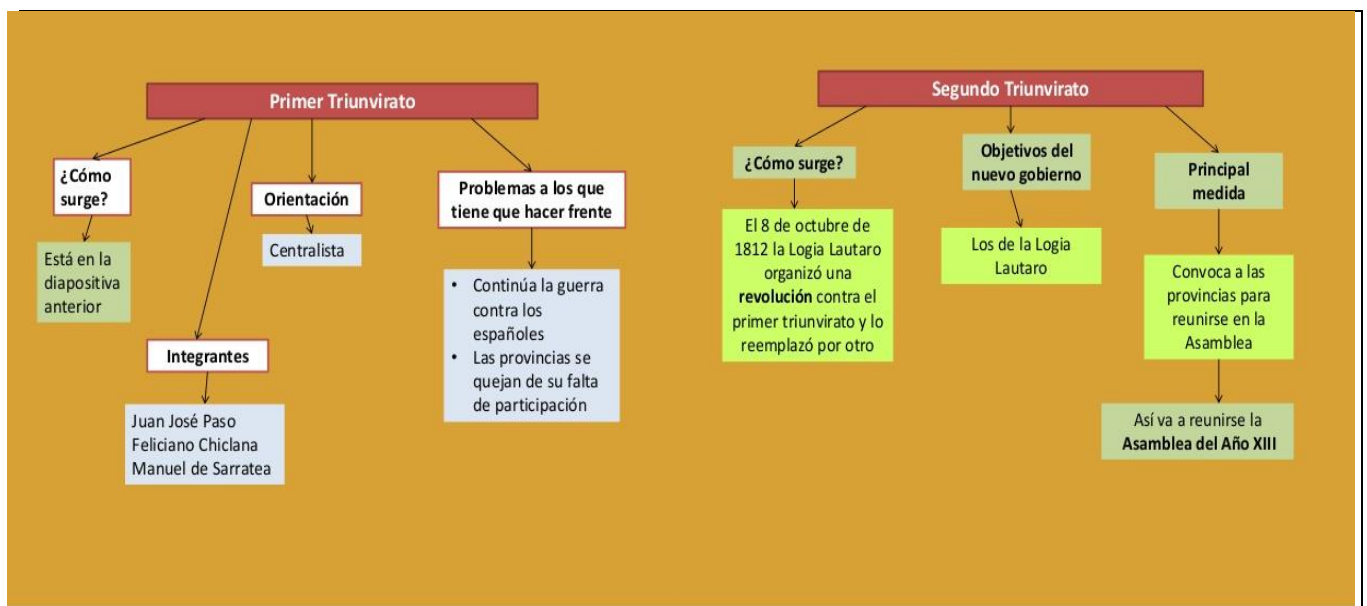 Primer Triunvirato
¿Cómo
surge?
Está en la
diapositiva
anterior
Integrantes
Juan José Paso
Feliciano Chiclana
Manuel de Sarratea
Orientación
Centralista
Problemas a los que
tiene que hacer frente
• Continúa la guerra
contra los
españoles
• Las provincias se
quejan de su falta
de participación
Segundo Triunvirato
¿Cómo surge?
El 8 de octubre de
1812 la Logia Lautaro
organizó una
revolución contra el
primer triunvirato y lo
reemplazó por otro
Objetivos del
nuevo gobierno
Los de la Logia
Lautaro
Principal
medida
Convoca a las
provincias para
reunirse en la
Asamblea
Así va a reunirse la
Asamblea del Año XIII